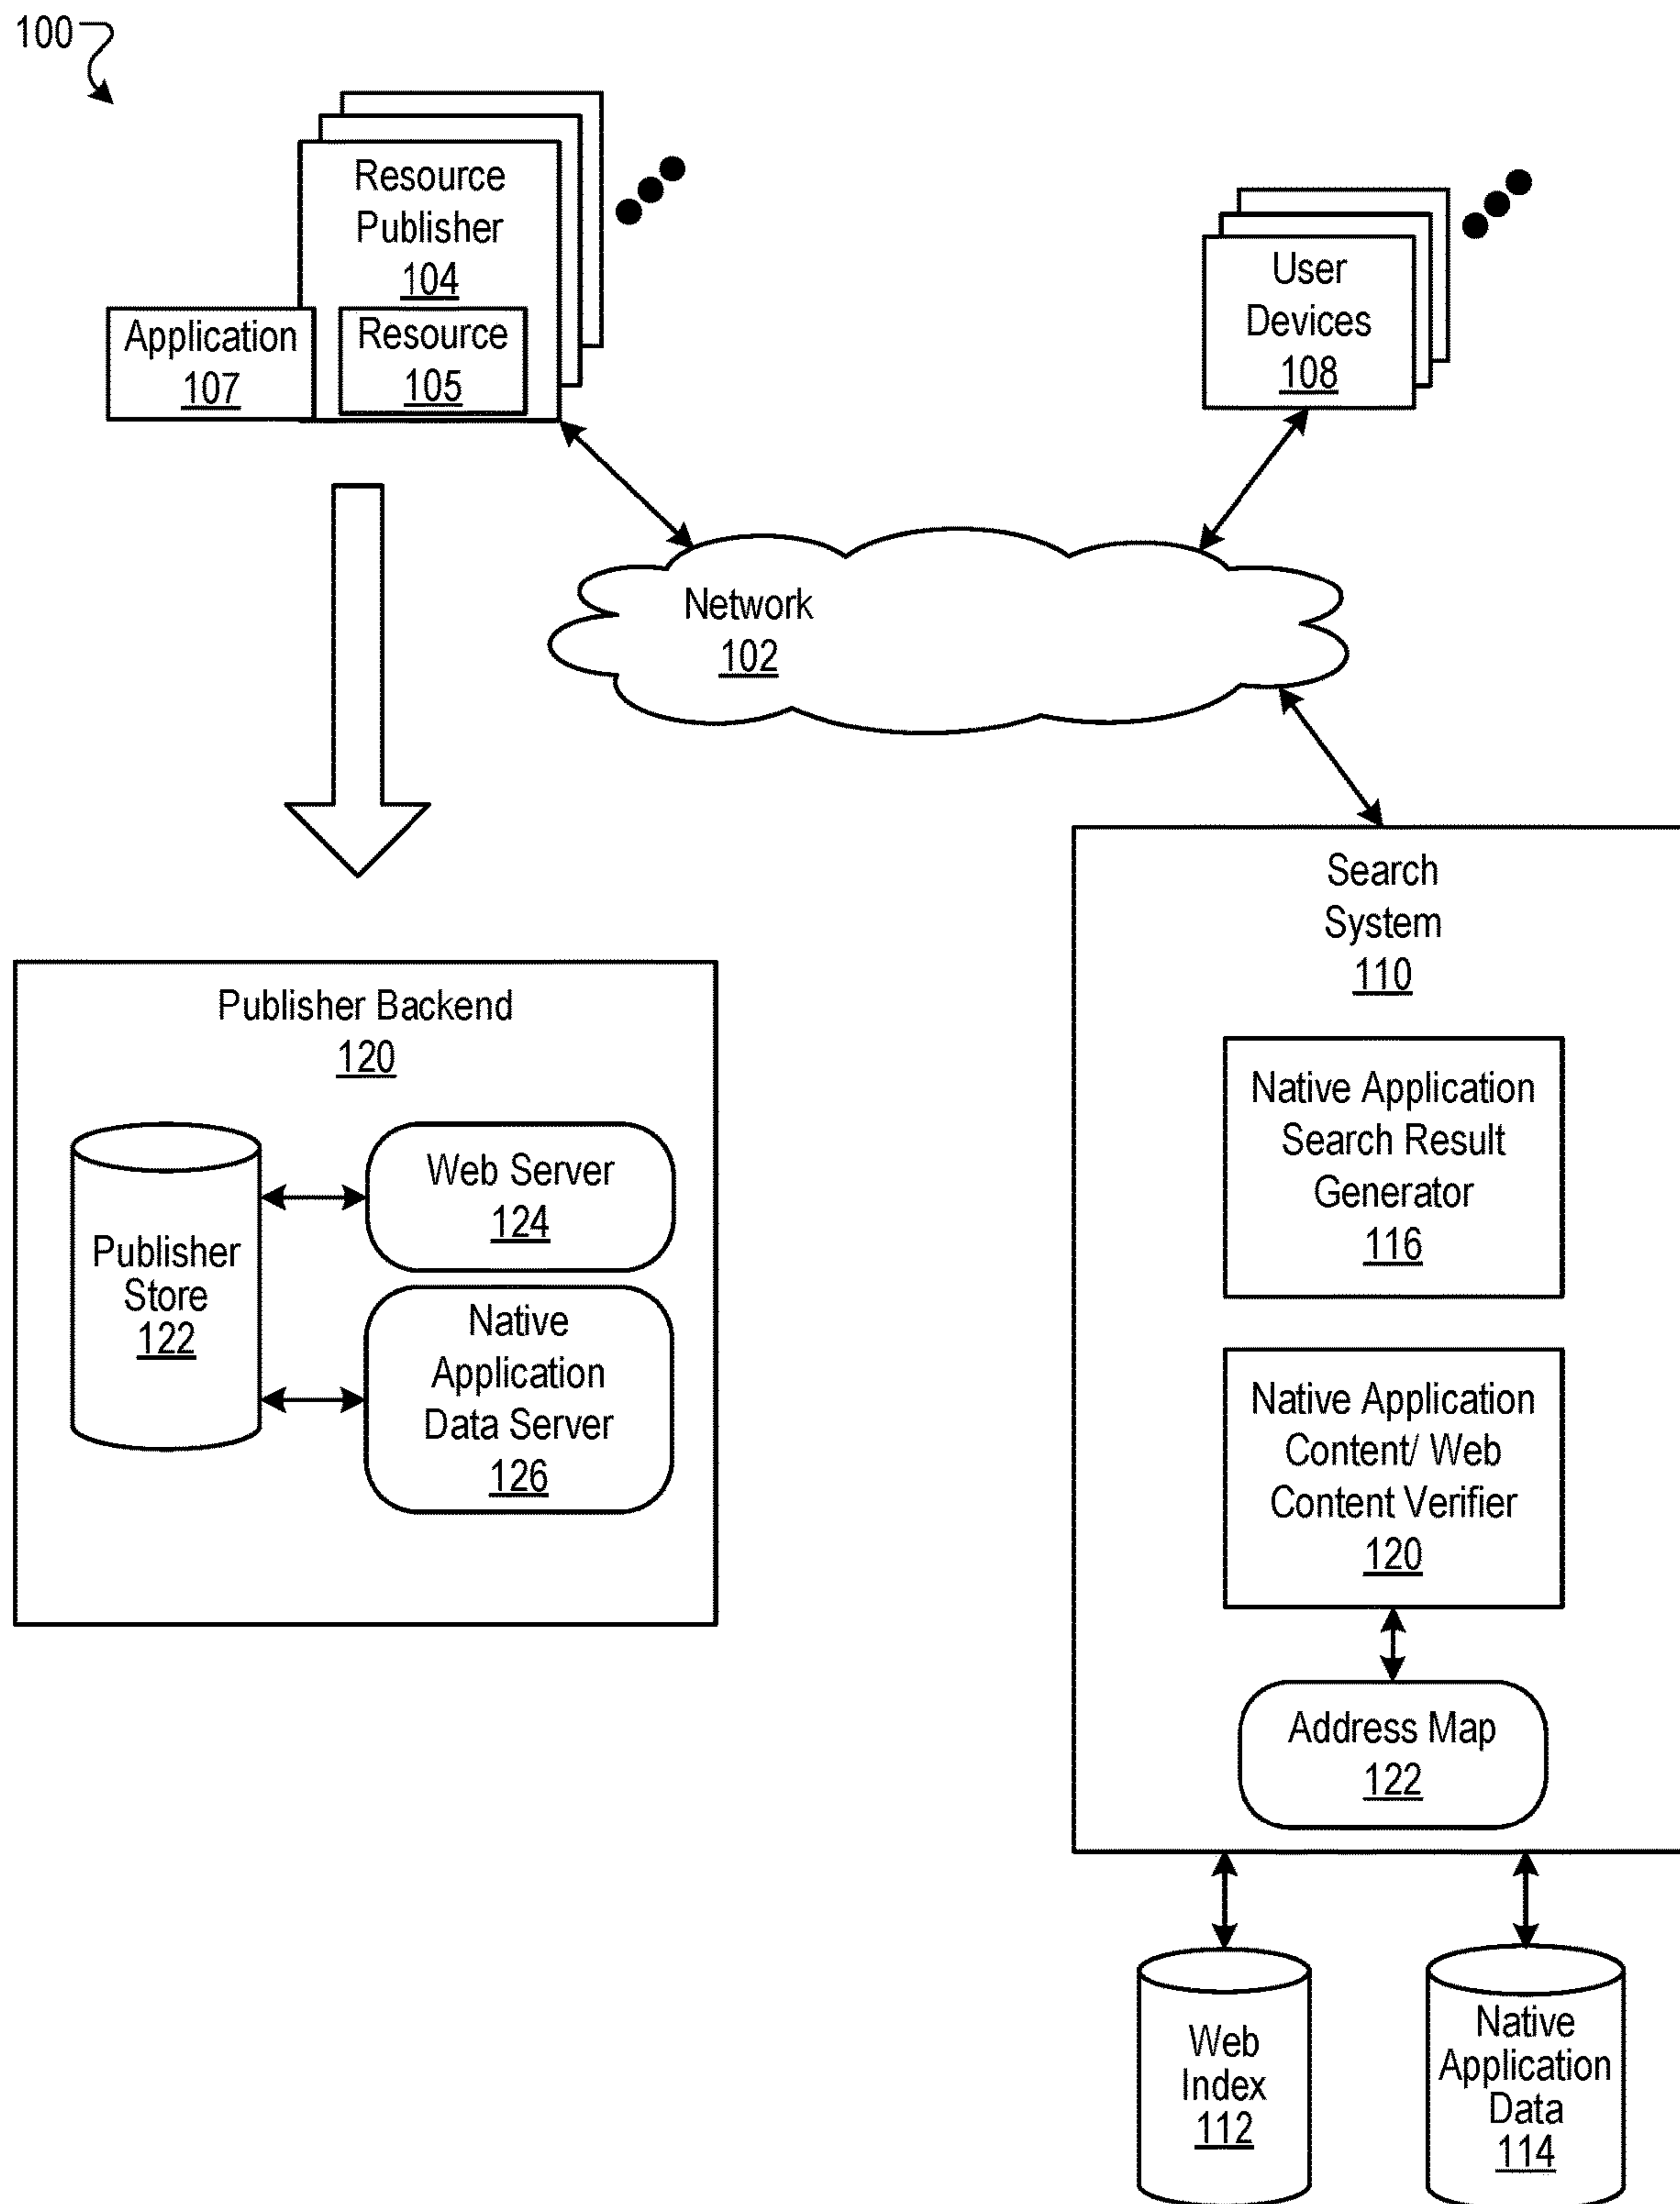 100
Resource
Publisher
104
Application
107
Resource
105
User
Devices
108
Network
102
Search
System
110
Publisher Backend
120
Publisher
Store
122
Web Server
124
Native
Application
Data Server
126
Native Application
Search Result
Generator
116
Native Application
Content/ Web
Content Verifier
120
Address Map
122
Web
Index
112
Native
Application
Data
114